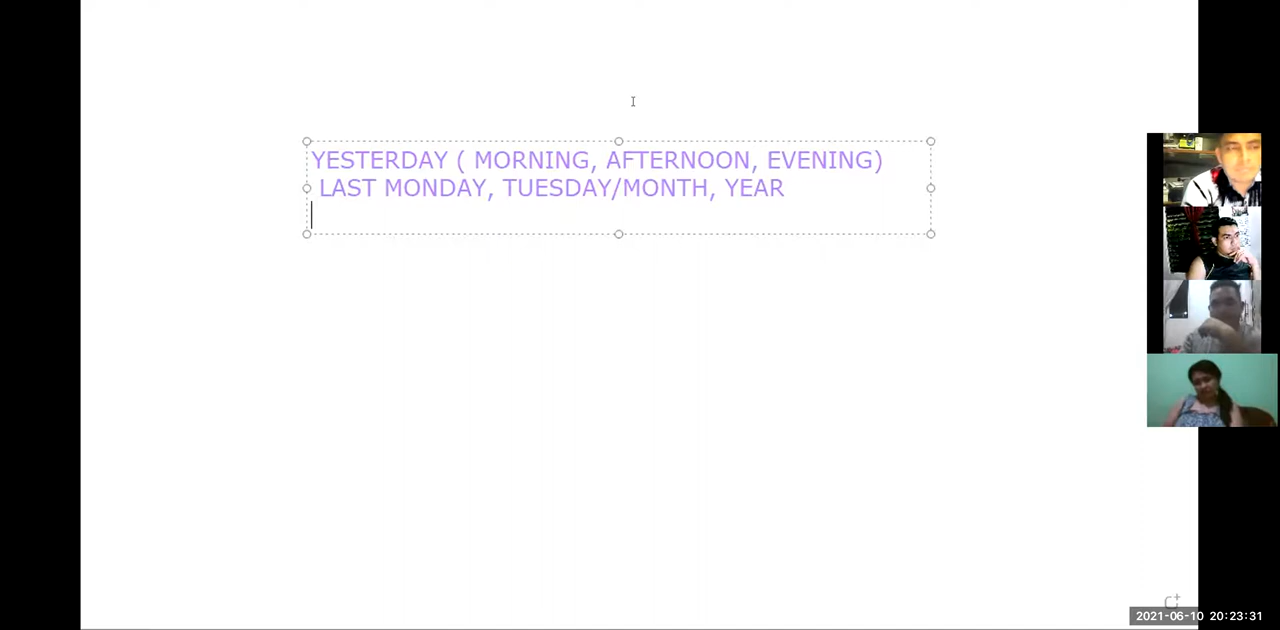 YESTERDAY ( MORNING, AFTERNOON, EVENING)
LAST MONDAY, TUESDAY/MONTH, YEAR
2021-06-10 20:23:31